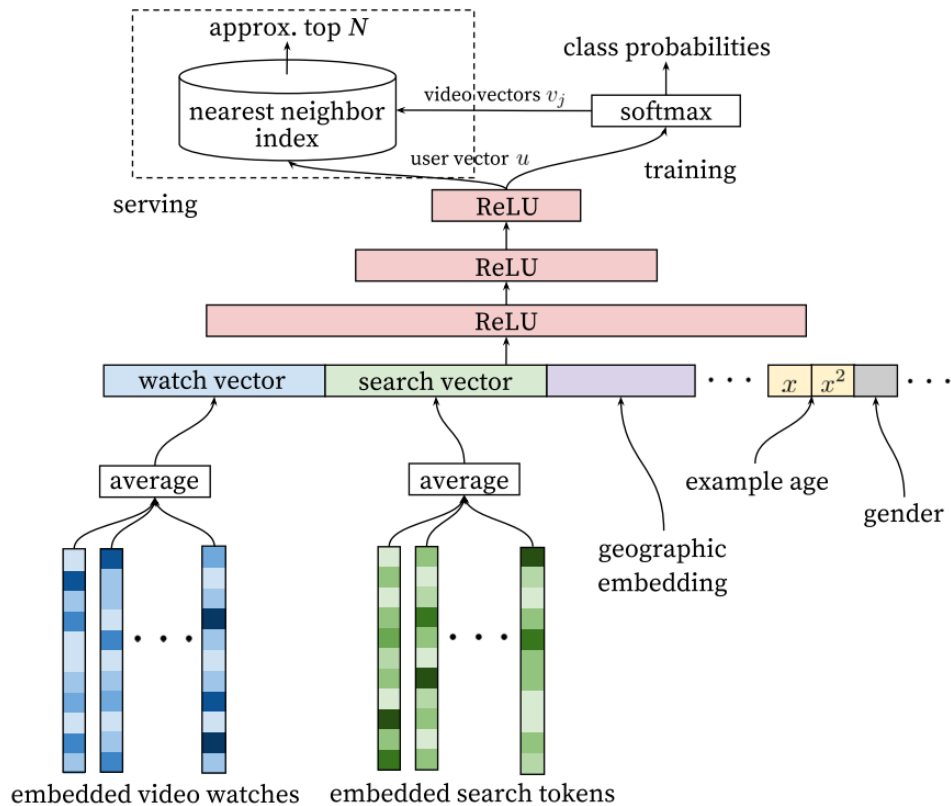 approx. top N
class probabilities
nearest neighbor
index
video vectors v_j
softmax
user vector u
training
serving
ReLU
ReLU
ReLU
watch vector
search vector
x
x²
average
average
example age
gender
geographic
embedding
embedded video watches
embedded search tokens